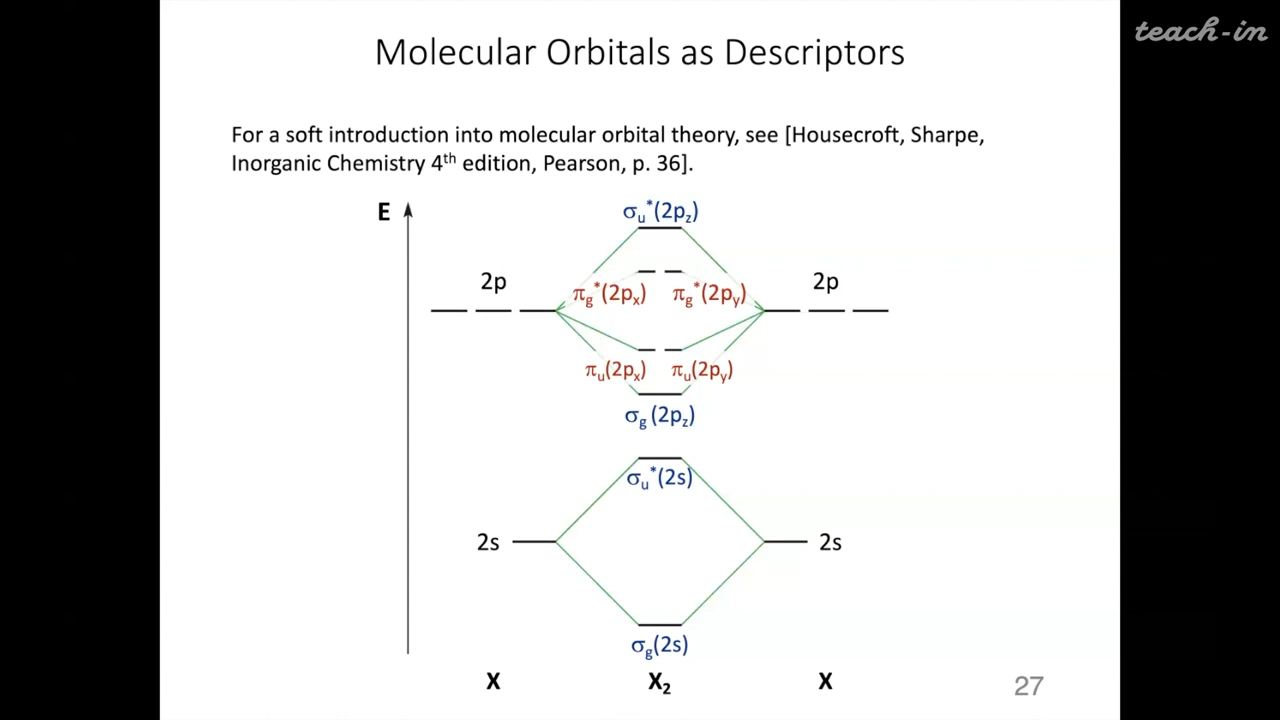 teach-in
Molecular Orbitals as Descriptors
For a soft introduction into molecular orbital theory, see [Housecroft, Sharpe,
Inorganic Chemistry 4th edition, Pearson, p. 36].
E
σu*(2pz)
2p
2p
πg*(2px) πg*(2py)
πu(2px) πu(2py)
σg (2pz)
σu*(2s)
2s
2s
σg(2s)
X
X2
X
27